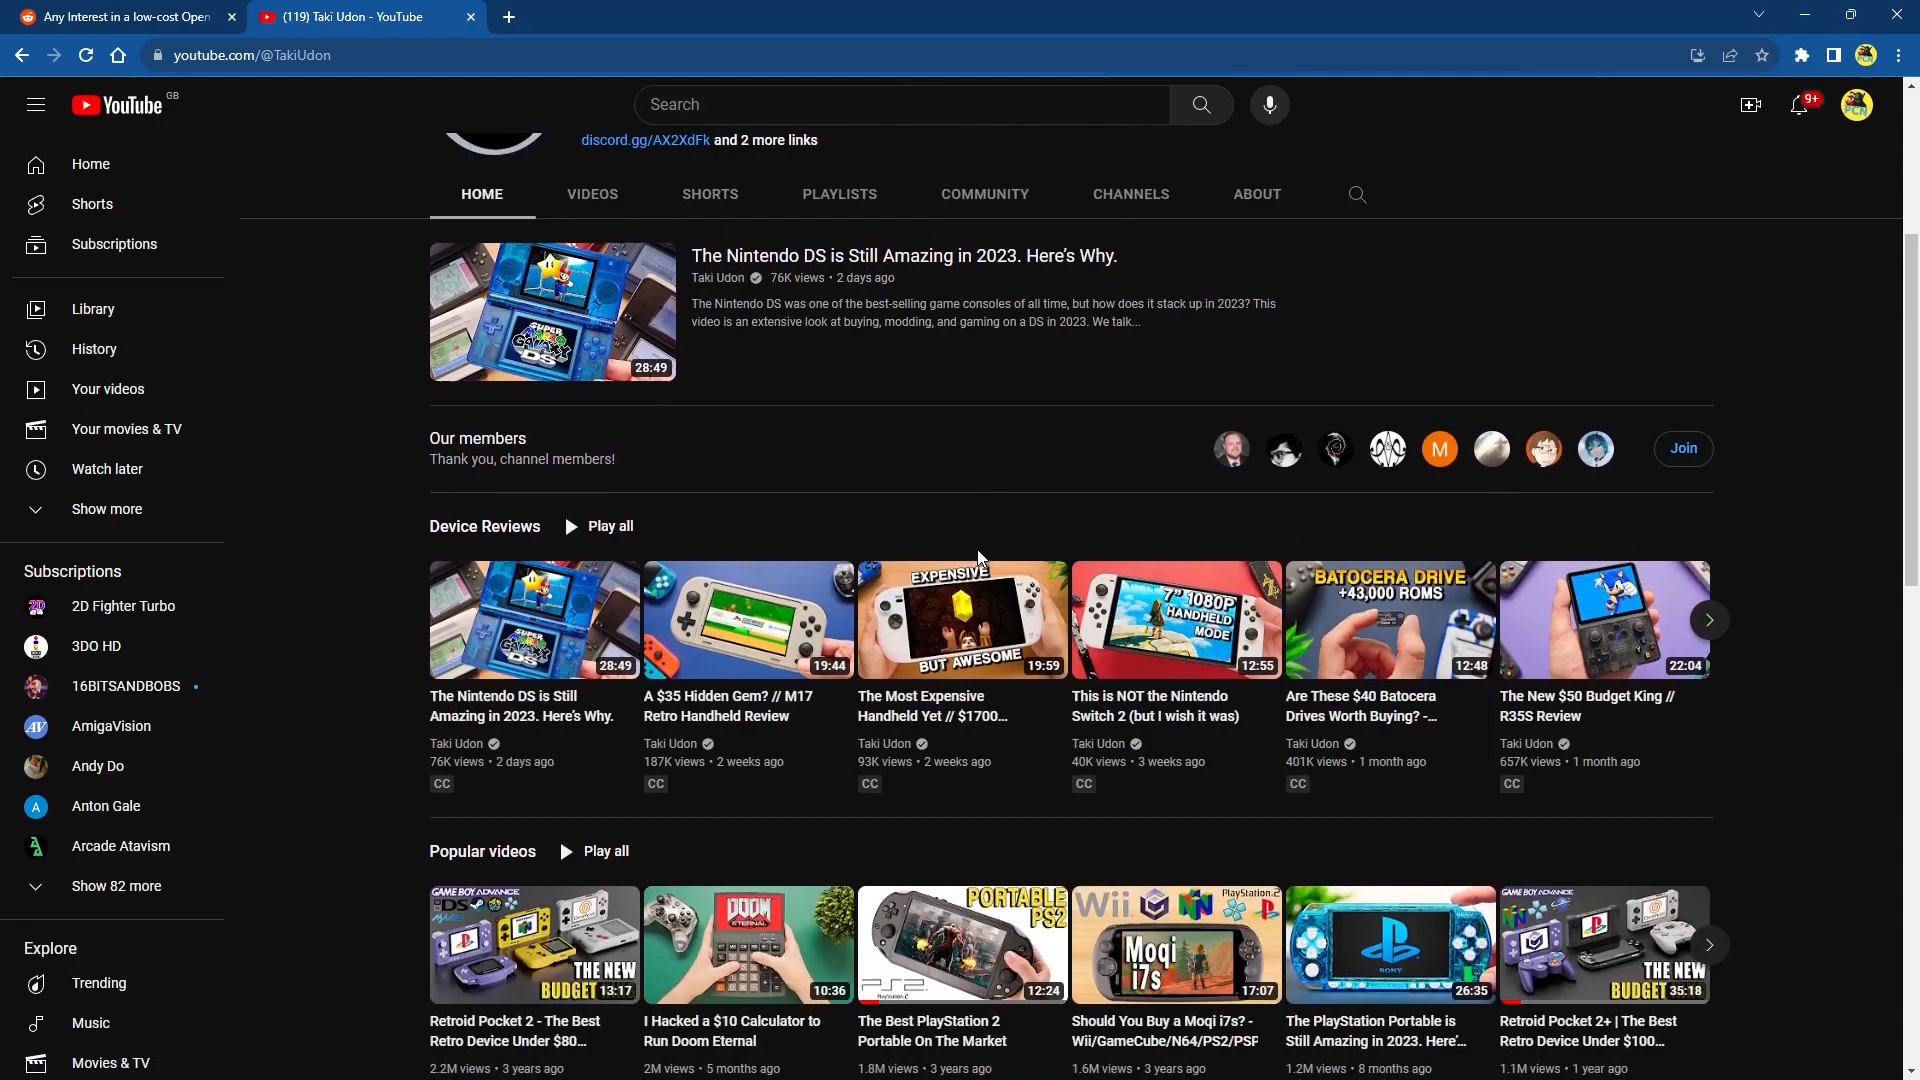 Any Interest in a low-cost Open
(119) Taki Udon - YouTube
youtube.com/@TakiUdon
YouTube GB
Search
9+
discord.gg/AX2XdFk and 2 more links
HOME VIDEOS SHORTS PLAYLISTS COMMUNITY CHANNELS ABOUT
Home
Shorts
Subscriptions
Library
History
Your videos
Your movies & TV
Watch later
Show more
Subscriptions
2D Fighter Turbo
3DO HD
16BITSANDBOBS
AmigaVision
Andy Do
Anton Gale
Arcade Atavism
Show 82 more
Explore
Trending
Music
Movies & TV
SUPER
MARIO
GALAXY
DS
28:49
The Nintendo DS is Still Amazing in 2023. Here's Why.
Taki Udon 76K views • 2 days ago
The Nintendo DS was one of the best-selling game consoles of all time, but how does it stack up in 2023? This
video is an extensive look at buying, modding, and gaming on a DS in 2023. We talk...
Our members
Thank you, channel members!
M
Join
Device Reviews Play all
28:49
The Nintendo DS is Still
Amazing in 2023. Here's Why.
Taki Udon
76K views • 2 days ago
CC
19:44
A $35 Hidden Gem? // M17
Retro Handheld Review
Taki Udon
187K views • 2 weeks ago
CC
EXPENSIVE
BUT AWESOME
19:59
The Most Expensive
Handheld Yet // $1700...
Taki Udon
93K views • 2 weeks ago
CC
7" 1080P
HANDHELD
MODE
12:55
This is NOT the Nintendo
Switch 2 (but I wish it was)
Taki Udon
40K views • 3 weeks ago
CC
BATOCERA DRIVE
+43,000 ROMS
12:48
Are These $40 Batocera
Drives Worth Buying? -...
Taki Udon
401K views • 1 month ago
CC
22:04
The New $50 Budget King //
R35S Review
Taki Udon
657K views • 1 month ago
CC
Popular videos Play all
GAME BOY ADVANCE
THE NEW
BUDGET
13:17
Retroid Pocket 2 - The Best
Retro Device Under $80...
2.2M views • 3 years ago
DOOM
ETERNAL
10:36
I Hacked a $10 Calculator to
Run Doom Eternal
2M views • 5 months ago
PORTABLE
PS2
PlayStation.2
12:24
The Best PlayStation 2
Portable On The Market
1.8M views • 3 years ago
Wii
PlayStation.2
Moqi
i7s
17:07
Should You Buy a Moqi i7s? -
Wii/GameCube/N64/PS2/PSP
1.6M views • 3 years ago
SONY
26:35
The PlayStation Portable is
Still Amazing in 2023. Here'...
1.2M views • 8 months ago
GAME BOY ADVANCE
THE NEW
BUDGET
35:18
Retroid Pocket 2+ | The Best
Retro Device Under $100...
1.1M views • 1 year ago